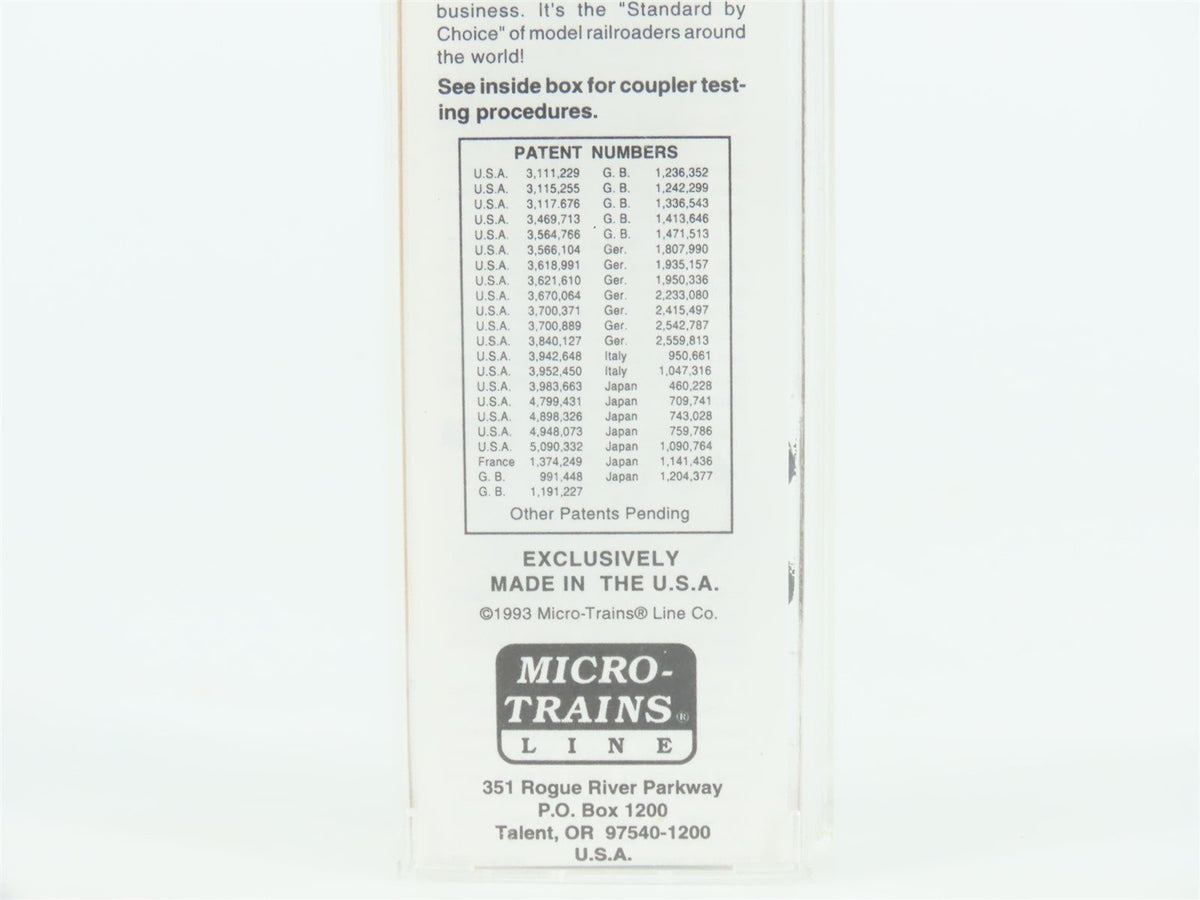 business. It's the "Standard by
Choice" of model railroaders around
the world!
See inside box for coupler test-
ing procedures.
PATENT NUMBERS
U.S.A. 3,111,229 G. B. 1,236,352
U.S.A. 3,115,255 G. B. 1,242,299
U.S.A. 3,117.676 G. B. 1,336,543
U.S.A. 3,469,713 G. B. 1,413,646
U.S.A. 3,564,766 G. B. 1,471,513
U.S.A. 3,566,104 Ger. 1,807,990
U.S.A. 3,618,991 Ger. 1,935,157
U.S.A. 3,621,610 Ger. 1,950,336
U.S.A. 3,670,064 Ger. 2,233,080
U.S.A. 3,700,371 Ger. 2,415,497
U.S.A. 3,700,889 Ger. 2,542,787
U.S.A. 3,840,127 Ger. 2,559,813
U.S.A. 3,942,648 Italy 950,661
U.S.A. 3,952,450 Italy 1,047,316
U.S.A. 3,983,663 Japan 460,228
U.S.A. 4,799,431 Japan 709,741
U.S.A. 4,898,326 Japan 743,028
U.S.A. 4,948,073 Japan 759,786
U.S.A. 5,090,332 Japan 1,090,764
France 1,374,249 Japan 1,141,436
G. B. 991,448 Japan 1,204,377
G. B. 1,191,227
Other Patents Pending
EXCLUSIVELY
MADE IN THE U.S.A.
©1993 Micro-Trains® Line Co.
MICRO-
TRAINS®
LINE
351 Rogue River Parkway
P.O. Box 1200
Talent, OR 97540-1200
U.S.A.